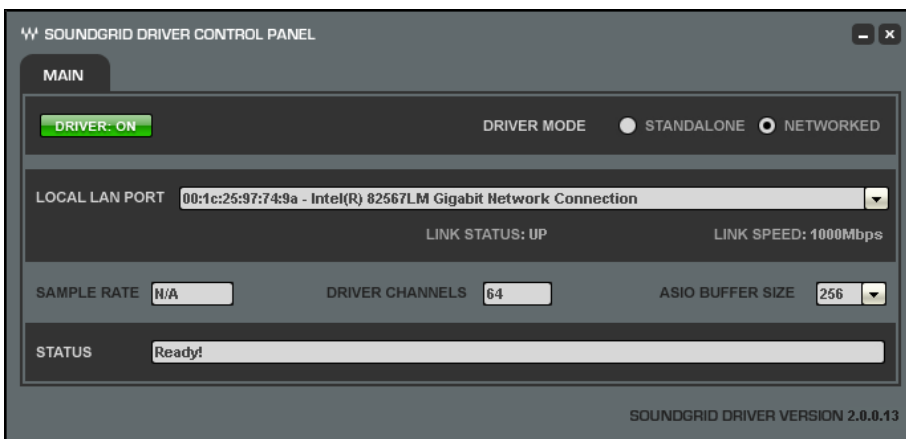 SOUNDGRID DRIVER CONTROL PANEL
MAIN
DRIVER: ON
DRIVER MODE STANDALONE NETWORKED
LOCAL LAN PORT 00:1c:25:97:74:9a - Intel(R) 82567LM Gigabit Network Connection
LINK STATUS: UP LINK SPEED: 1000Mbps
SAMPLE RATE N/A DRIVER CHANNELS 64 ASIO BUFFER SIZE 256
STATUS Ready!
SOUNDGRID DRIVER VERSION 2.0.0.13